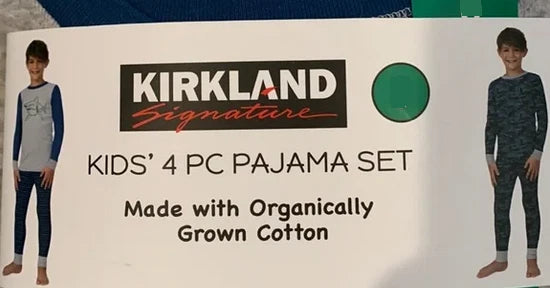 KIRKLAND
Signature
KIDS' 4 PC PAJAMA SET
Made with Organically
Grown Cotton